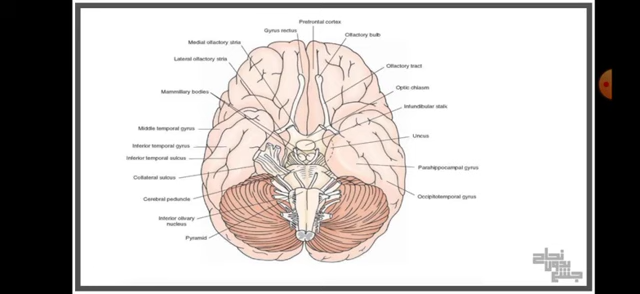 Prefrontal cortex
Gyrus rectus
Olfactory bulb
Medial olfactory stria
Lateral olfactory stria
Olfactory tract
Optic chiasm
Mammillary bodies
Infundibular stalk
Middle temporal gyrus
Uncus
Inferior temporal gyrus
Inferior temporal sulcus
Parahippocampal gyrus
Collateral sulcus
Occipitotemporal gyrus
Cerebral peduncle
Inferior olivary
nucleus
Pyramid